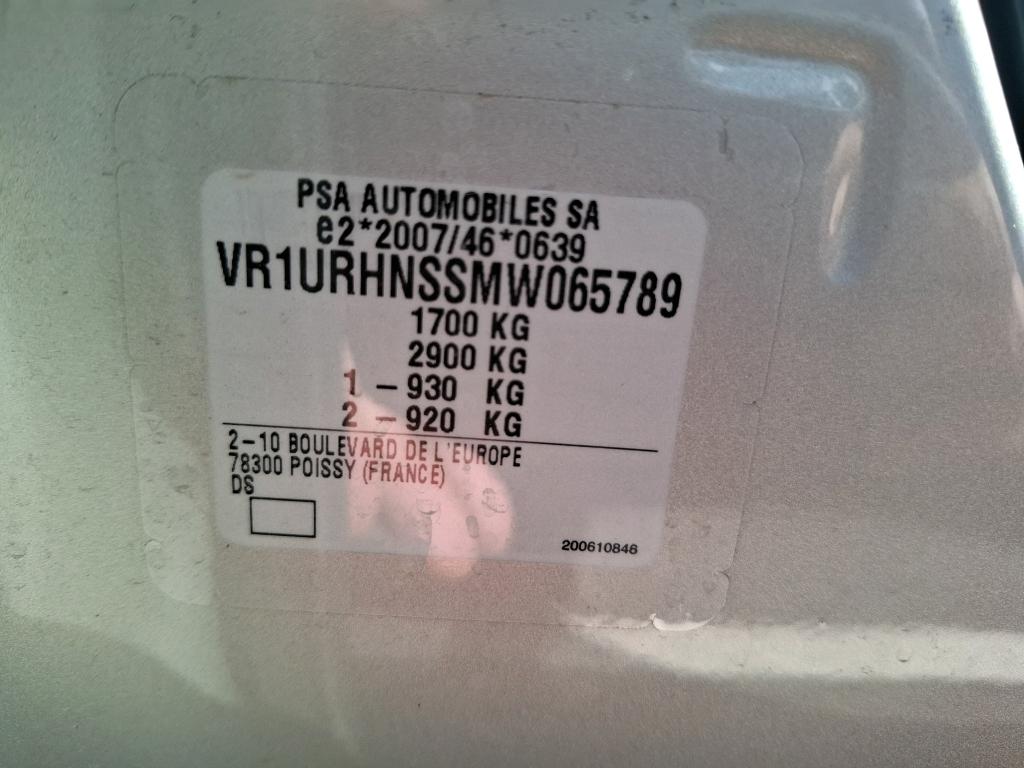 PSA AUTOMOBILES SA
e2*2007/46*0639
VR1URHNSSMW065789
1700 KG
2900 KG
1 – 930 KG
2 – 920 KG
2–10 BOULEVARD DE L'EUROPE
78300 POISSY (FRANCE)
DS
200610846